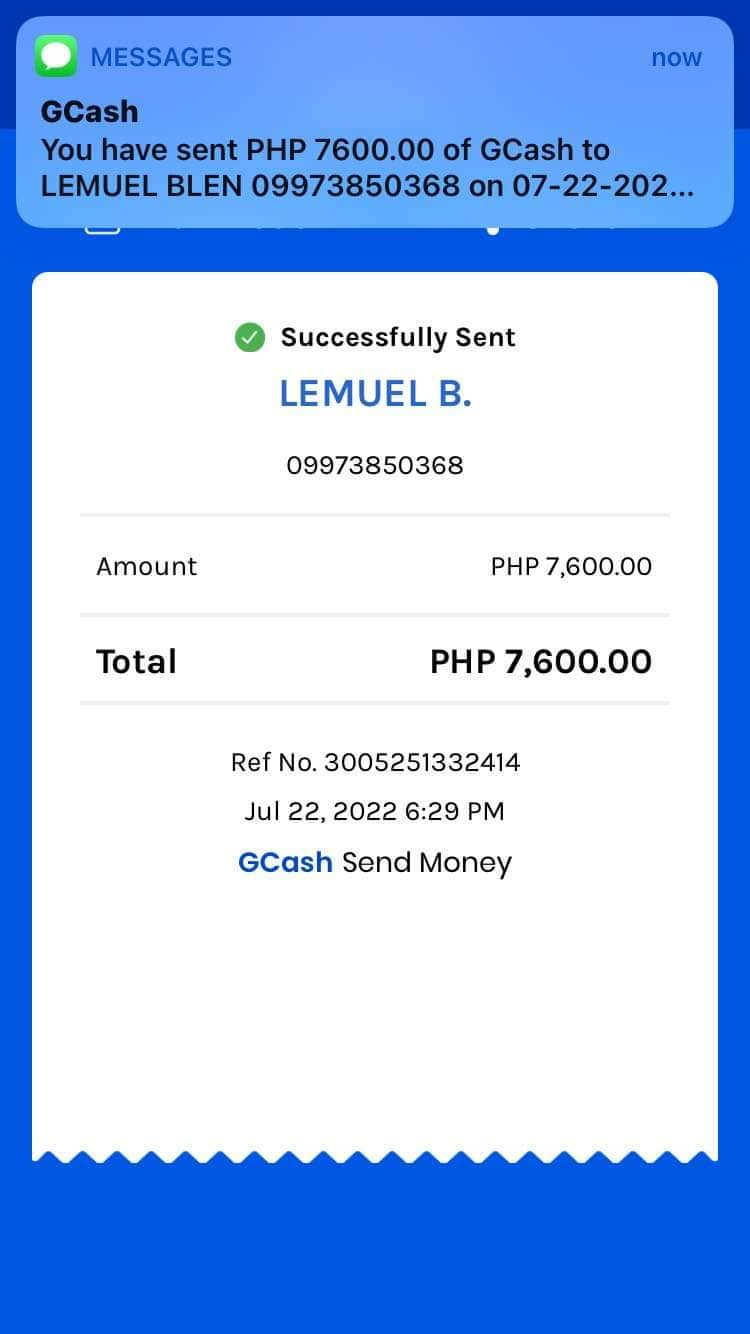 MESSAGES now
GCash
You have sent PHP 7600.00 of GCash to
LEMUEL BLEN 09973850368 on 07-22-202...
Successfully Sent
LEMUEL B.
09973850368
Amount PHP 7,600.00
Total PHP 7,600.00
Ref No. 3005251332414
Jul 22, 2022 6:29 PM
GCash Send Money